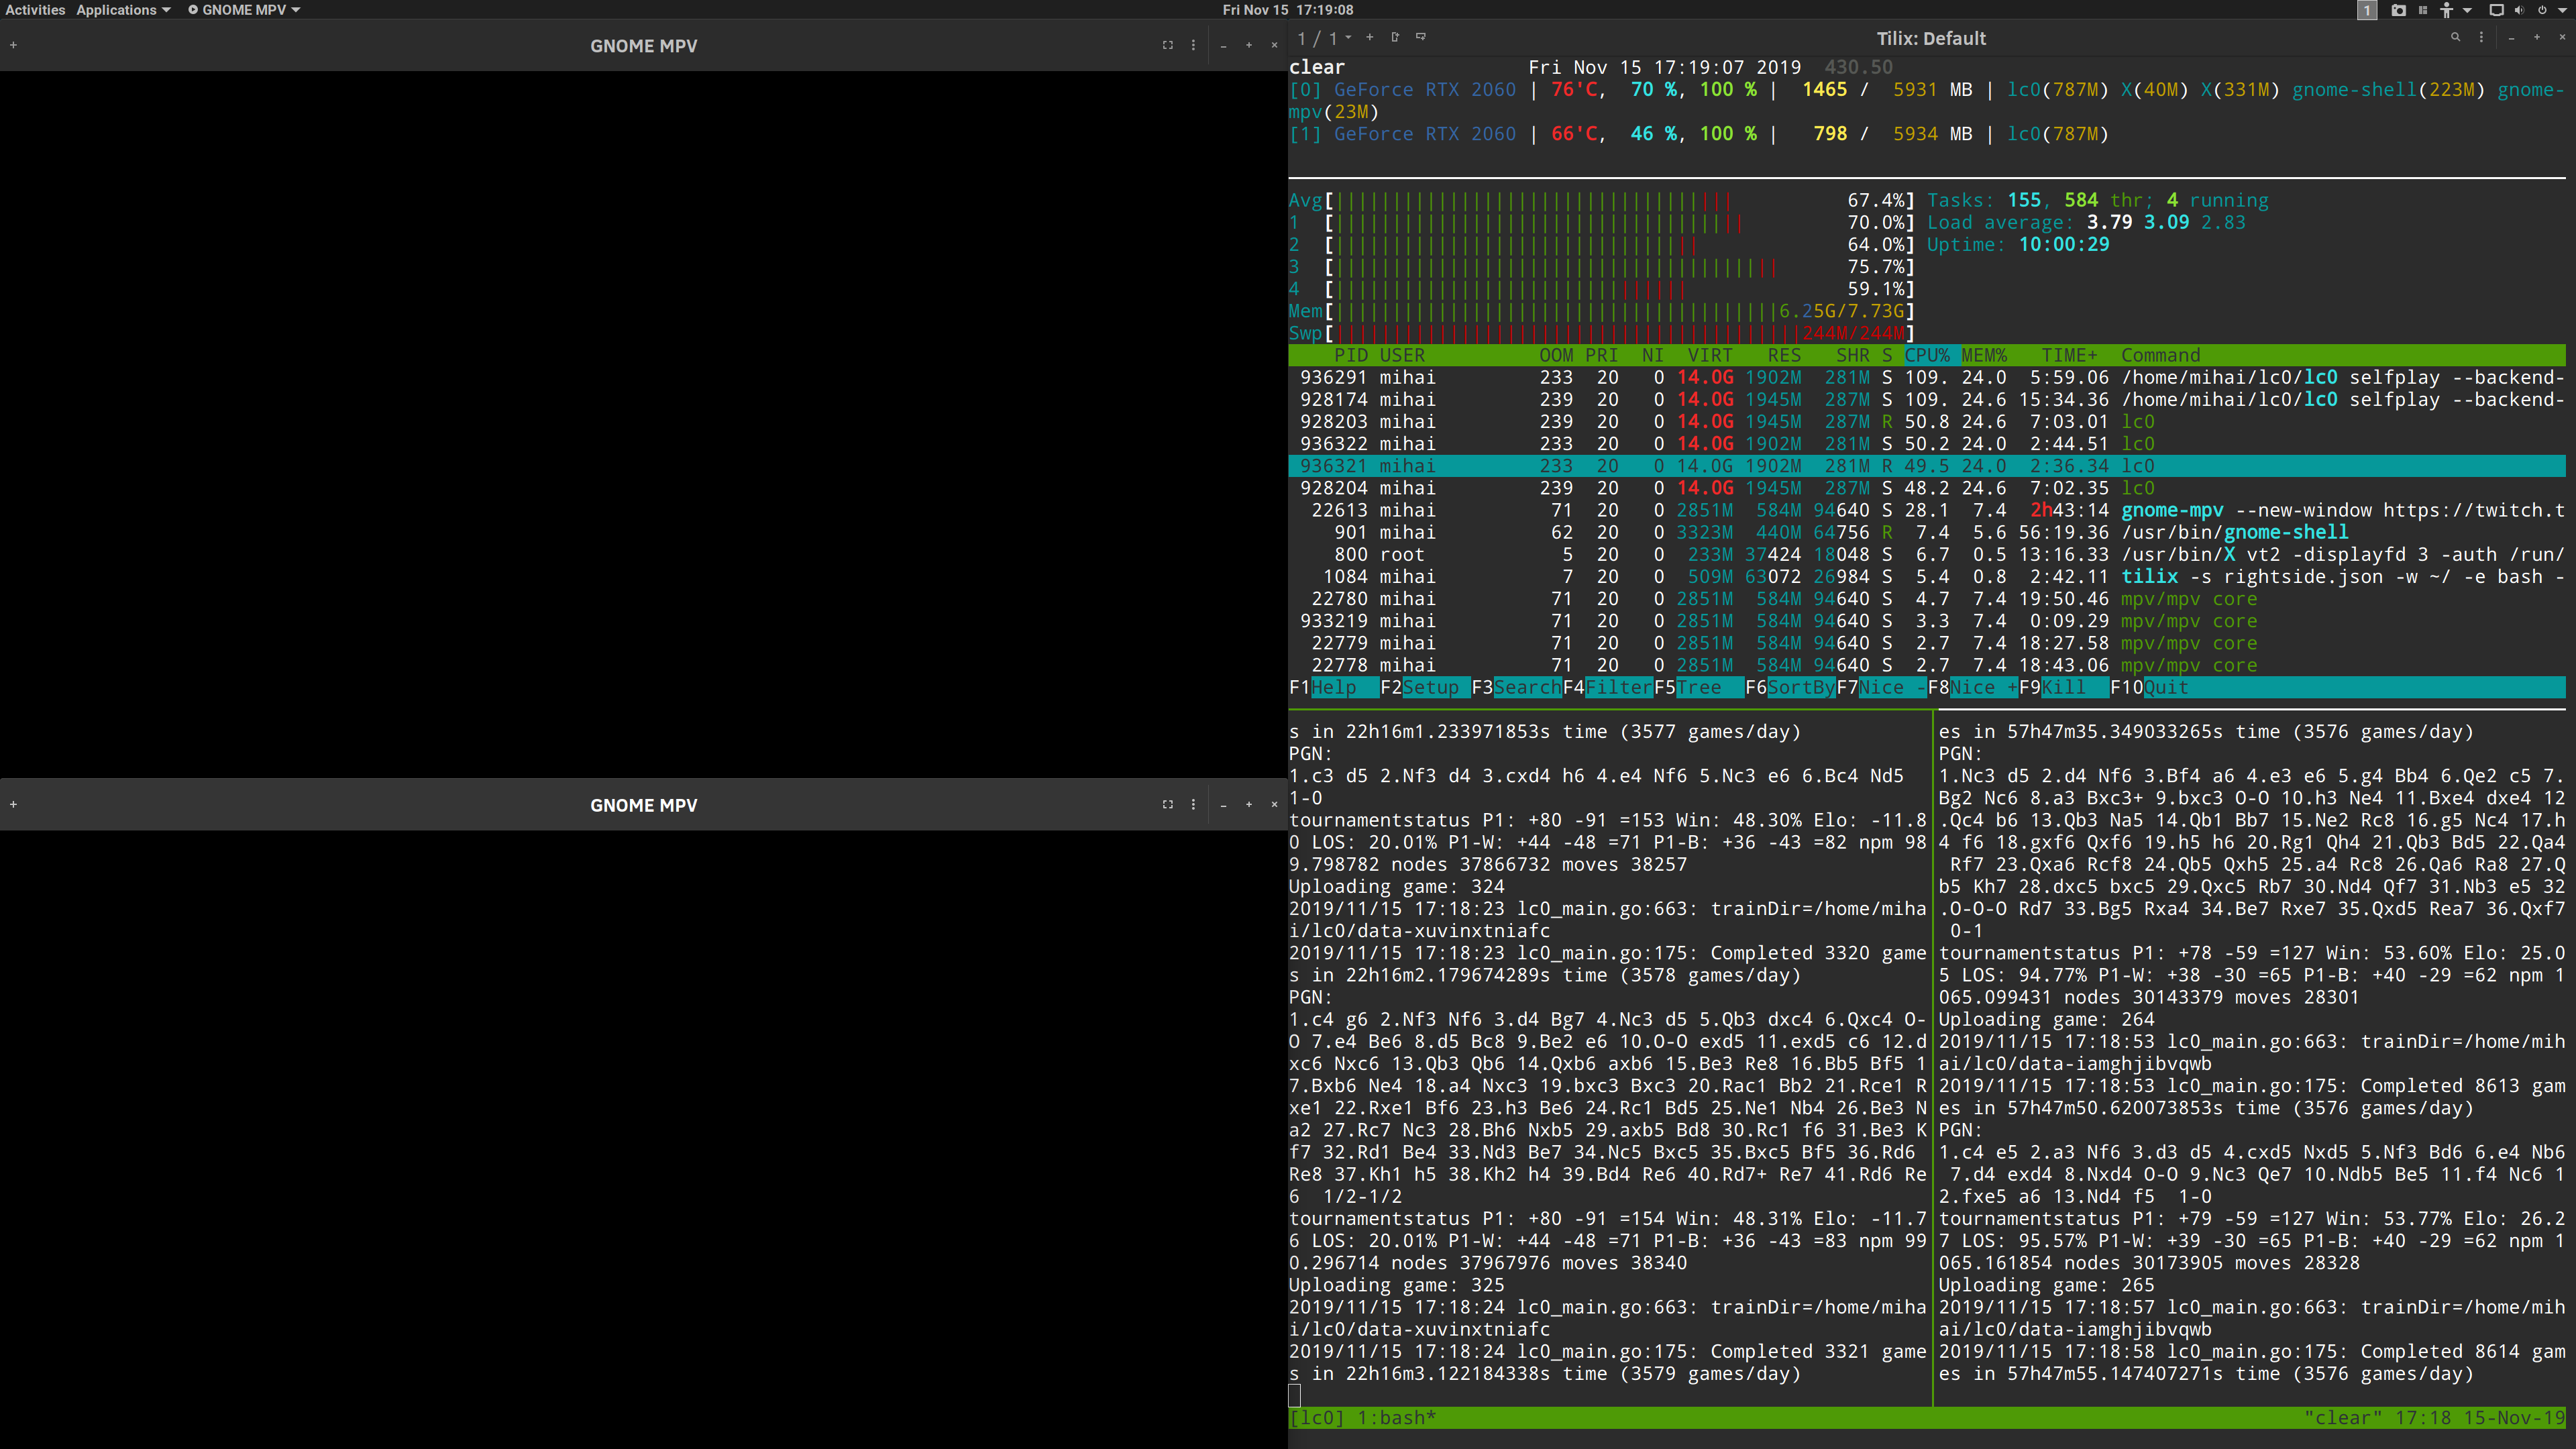 Activities Applications GNOME MPV Fri Nov 15 17:19:08 1
GNOME MPV
GNOME MPV
1 / 1 Tilix: Default
clear Fri Nov 15 17:19:07 2019 430.50
[0] GeForce RTX 2060 | 76'C, 70 %, 100 % | 1465 / 5931 MB | lc0(787M) X(40M) X(331M) gnome-shell(223M) gnome-
mpv(23M)
[1] GeForce RTX 2060 | 66'C, 46 %, 100 % | 798 / 5934 MB | lc0(787M)
Avg[ 67.4%] Tasks: 155, 584 thr; 4 running
1 [ 70.0%] Load average: 3.79 3.09 2.83
2 [ 64.0%] Uptime: 10:00:29
3 [ 75.7%]
4 [ 59.1%]
Mem[ 6.25G/7.73G]
Swp[ 244M/244M]
PID USER OOM PRI NI VIRT RES SHR S CPU% MEM% TIME+ Command
936291 mihai 233 20 0 14.0G 1902M 281M S 109. 24.0 5:59.06 /home/mihai/lc0/lc0 selfplay --backend-
928174 mihai 239 20 0 14.0G 1945M 287M S 109. 24.6 15:34.36 /home/mihai/lc0/lc0 selfplay --backend-
928203 mihai 239 20 0 14.0G 1945M 287M R 50.8 24.6 7:03.01 lc0
936322 mihai 233 20 0 14.0G 1902M 281M S 50.2 24.0 2:44.51 lc0
936321 mihai 233 20 0 14.0G 1902M 281M R 49.5 24.0 2:36.34 lc0
928204 mihai 239 20 0 14.0G 1945M 287M S 48.2 24.6 7:02.35 lc0
22613 mihai 71 20 0 2851M 584M 94640 S 28.1 7.4 2h43:14 gnome-mpv --new-window https://twitch.t
901 mihai 62 20 0 3323M 440M 64756 R 7.4 5.6 56:19.36 /usr/bin/gnome-shell
800 root 5 20 0 233M 37424 18048 S 6.7 0.5 13:16.33 /usr/bin/X vt2 -displayfd 3 -auth /run/
1084 mihai 7 20 0 509M 63072 26984 S 5.4 0.8 2:42.11 tilix -s rightside.json -w ~/ -e bash -
22780 mihai 71 20 0 2851M 584M 94640 S 4.7 7.4 19:50.46 mpv/mpv core
933219 mihai 71 20 0 2851M 584M 94640 S 3.3 7.4 0:09.29 mpv/mpv core
22779 mihai 71 20 0 2851M 584M 94640 S 2.7 7.4 18:27.58 mpv/mpv core
22778 mihai 71 20 0 2851M 584M 94640 S 2.7 7.4 18:43.06 mpv/mpv core
F1Help F2Setup F3SearchF4FilterF5Tree F6SortByF7Nice -F8Nice +F9Kill F10Quit
s in 22h16m1.233971853s time (3577 games/day)
PGN:
1.c3 d5 2.Nf3 d4 3.cxd4 h6 4.e4 Nf6 5.Nc3 e6 6.Bc4 Nd5
1-0
tournamentstatus P1: +80 -91 =153 Win: 48.30% Elo: -11.8
0 LOS: 20.01% P1-W: +44 -48 =71 P1-B: +36 -43 =82 npm 98
9.798782 nodes 37866732 moves 38257
Uploading game: 324
2019/11/15 17:18:23 lc0_main.go:663: trainDir=/home/miha
i/lc0/data-xuvinxtniafc
2019/11/15 17:18:23 lc0_main.go:175: Completed 3320 game
s in 22h16m2.179674289s time (3578 games/day)
PGN:
1.c4 g6 2.Nf3 Nf6 3.d4 Bg7 4.Nc3 d5 5.Qb3 dxc4 6.Qxc4 O-
O 7.e4 Be6 8.d5 Bc8 9.Be2 e6 10.O-O exd5 11.exd5 c6 12.d
xc6 Nxc6 13.Qb3 Qb6 14.Qxb6 axb6 15.Be3 Re8 16.Bb5 Bf5 1
7.Bxb6 Ne4 18.a4 Nxc3 19.bxc3 Bxc3 20.Rac1 Bb2 21.Rce1 R
xe1 22.Rxe1 Bf6 23.h3 Be6 24.Rc1 Bd5 25.Ne1 Nb4 26.Be3 N
a2 27.Rc7 Nc3 28.Bh6 Nxb5 29.axb5 Bd8 30.Rc1 f6 31.Be3 K
f7 32.Rd1 Be4 33.Nd3 Be7 34.Nc5 Bxc5 35.Bxc5 Bf5 36.Rd6
Re8 37.Kh1 h5 38.Kh2 h4 39.Bd4 Re6 40.Rd7+ Re7 41.Rd6 Re
6 1/2-1/2
tournamentstatus P1: +80 -91 =154 Win: 48.31% Elo: -11.7
6 LOS: 20.01% P1-W: +44 -48 =71 P1-B: +36 -43 =83 npm 99
0.296714 nodes 37967976 moves 38340
Uploading game: 325
2019/11/15 17:18:24 lc0_main.go:663: trainDir=/home/miha
i/lc0/data-xuvinxtniafc
2019/11/15 17:18:24 lc0_main.go:175: Completed 3321 game
s in 22h16m3.122184338s time (3579 games/day)
es in 57h47m35.349033265s time (3576 games/day)
PGN:
1.Nc3 d5 2.d4 Nf6 3.Bf4 a6 4.e3 e6 5.g4 Bb4 6.Qe2 c5 7.
Bg2 Nc6 8.a3 Bxc3+ 9.bxc3 O-O 10.h3 Ne4 11.Bxe4 dxe4 12
.Qc4 b6 13.Qb3 Na5 14.Qb1 Bb7 15.Ne2 Rc8 16.g5 Nc4 17.h
4 f6 18.gxf6 Qxf6 19.h5 h6 20.Rg1 Qh4 21.Qb3 Bd5 22.Qa4
Rf7 23.Qxa6 Rcf8 24.Qb5 Qxh5 25.a4 Rc8 26.Qa6 Ra8 27.Q
b5 Kh7 28.dxc5 bxc5 29.Qxc5 Rb7 30.Nd4 Qf7 31.Nb3 e5 32
.O-O-O Rd7 33.Bg5 Rxa4 34.Be7 Rxe7 35.Qxd5 Rea7 36.Qxf7
0-1
tournamentstatus P1: +78 -59 =127 Win: 53.60% Elo: 25.0
5 LOS: 94.77% P1-W: +38 -30 =65 P1-B: +40 -29 =62 npm 1
065.099431 nodes 30143379 moves 28301
Uploading game: 264
2019/11/15 17:18:53 lc0_main.go:663: trainDir=/home/mih
ai/lc0/data-iamghjibvqwb
2019/11/15 17:18:53 lc0_main.go:175: Completed 8613 gam
es in 57h47m50.620073853s time (3576 games/day)
PGN:
1.c4 e5 2.a3 Nf6 3.d3 d5 4.cxd5 Nxd5 5.Nf3 Bd6 6.e4 Nb6
7.d4 exd4 8.Nxd4 O-O 9.Nc3 Qe7 10.Ndb5 Be5 11.f4 Nc6 1
2.fxe5 a6 13.Nd4 f5 1-0
tournamentstatus P1: +79 -59 =127 Win: 53.77% Elo: 26.2
7 LOS: 95.57% P1-W: +39 -30 =65 P1-B: +40 -29 =62 npm 1
065.161854 nodes 30173905 moves 28328
Uploading game: 265
2019/11/15 17:18:57 lc0_main.go:663: trainDir=/home/mih
ai/lc0/data-iamghjibvqwb
2019/11/15 17:18:58 lc0_main.go:175: Completed 8614 gam
es in 57h47m55.147407271s time (3576 games/day)
[lc0] 1:bash* "clear" 17:18 15-Nov-19